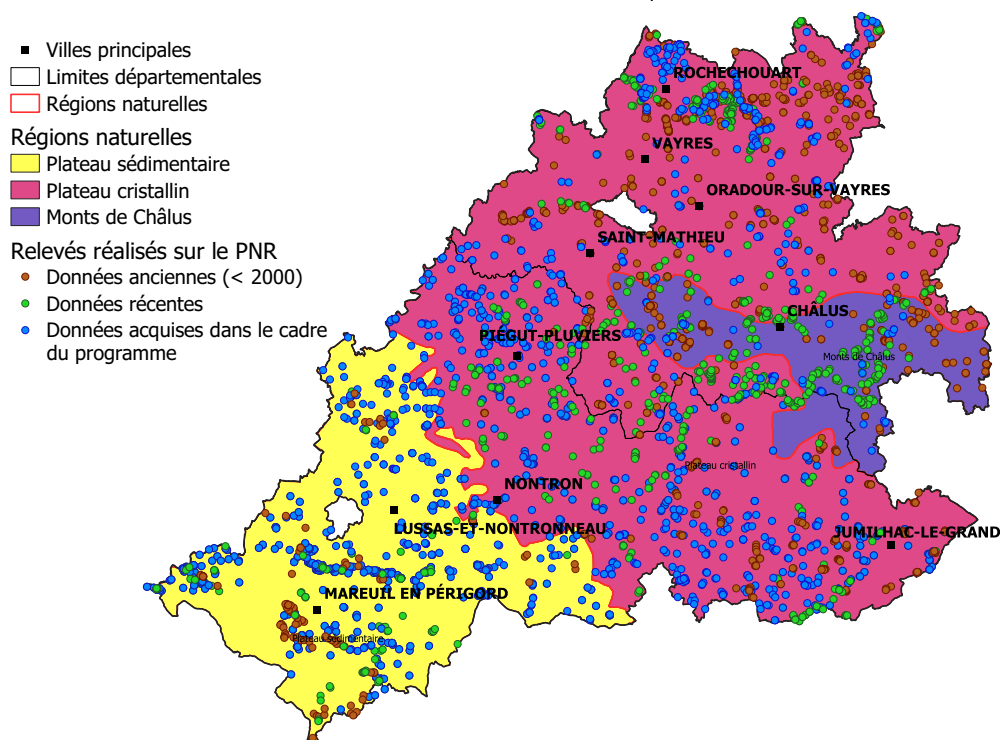 Villes principales
Limites départementales
Régions naturelles
Régions naturelles
Plateau sédimentaire
Plateau cristallin
Monts de Châlus
Relevés réalisés sur le PNR
Données anciennes (< 2000)
Données récentes
Données acquises dans le cadre
du programme
ROCHECHOUART
VAYRES
ORADOUR-SUR-VAYRES
SAINT-MATHIEU
CHÂLUS
PIÉGUT-PLUVIERS
Monts de Châlus
Plateau cristallin
NONTRON
LUSSAS-ET-NONTRONNEAU
JUMILHAC-LE-GRAND
MAREUIL EN PÉRIGORD
Plateau sédimentaire